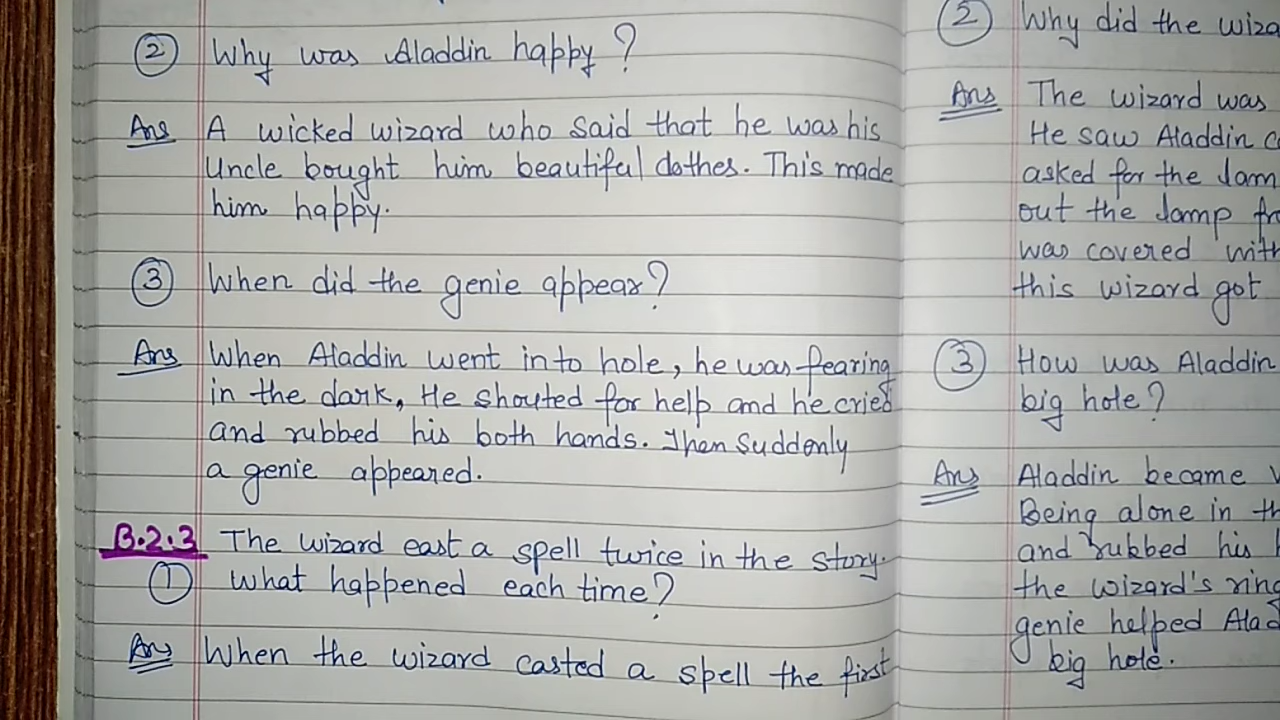 ② Why was Aladdin happy?
Ans A wicked wizard who said that he was his
Uncle bought him beautiful clothes. This made
him happy.
③ When did the genie appear?
Ans When Aladdin went in to hole, he was fearing
in the dark, He shouted for help and he cried
and rubbed his both hands. Then suddenly
a genie appeared.
B.2.3 The wizard cast a spell twice in the story.
① What happened each time?
Ans When the wizard casted a spell the first
② Why did the wiza
Ans The wizard was
He saw Aladdin
asked for the lam
out the lamp fr
was covered with
this wizard got
③ How was Aladdin
big hole?
Ans Aladdin became
Being alone in th
and rubbed his
the wizard's ring
genie helped Alad
big hole.